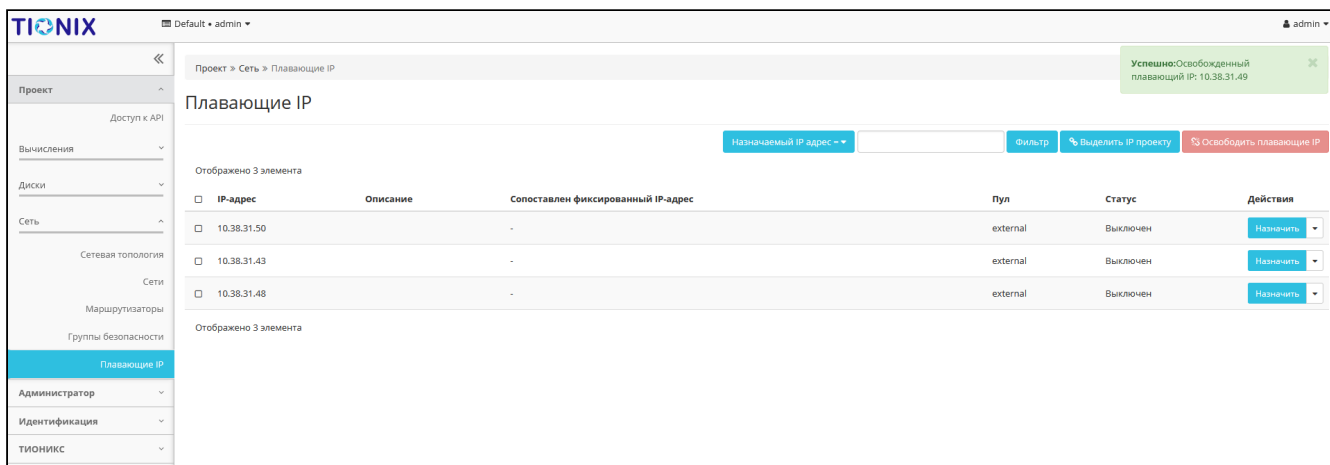 TIONIX
Default • admin
admin
Проект » Сеть » Плавающие IP
Успешно:Освобожденный
плавающий IP: 10.38.31.49
Проект
Доступ к API
Вычисления
Диски
Сеть
Сетевая топология
Сети
Маршрутизаторы
Группы безопасности
Плавающие IP
Администратор
Идентификация
ТИОНИКС
Плавающие IP
Назначаемый IP адрес = Фильтр Выделить IP проекту Освободить плавающие IP
Отображено 3 элемента
IP-адрес Описание Сопоставлен фиксированный IP-адрес Пул Статус Действия
10.38.31.50 - external Выключен Назначить
10.38.31.43 - external Выключен Назначить
10.38.31.48 - external Выключен Назначить
Отображено 3 элемента